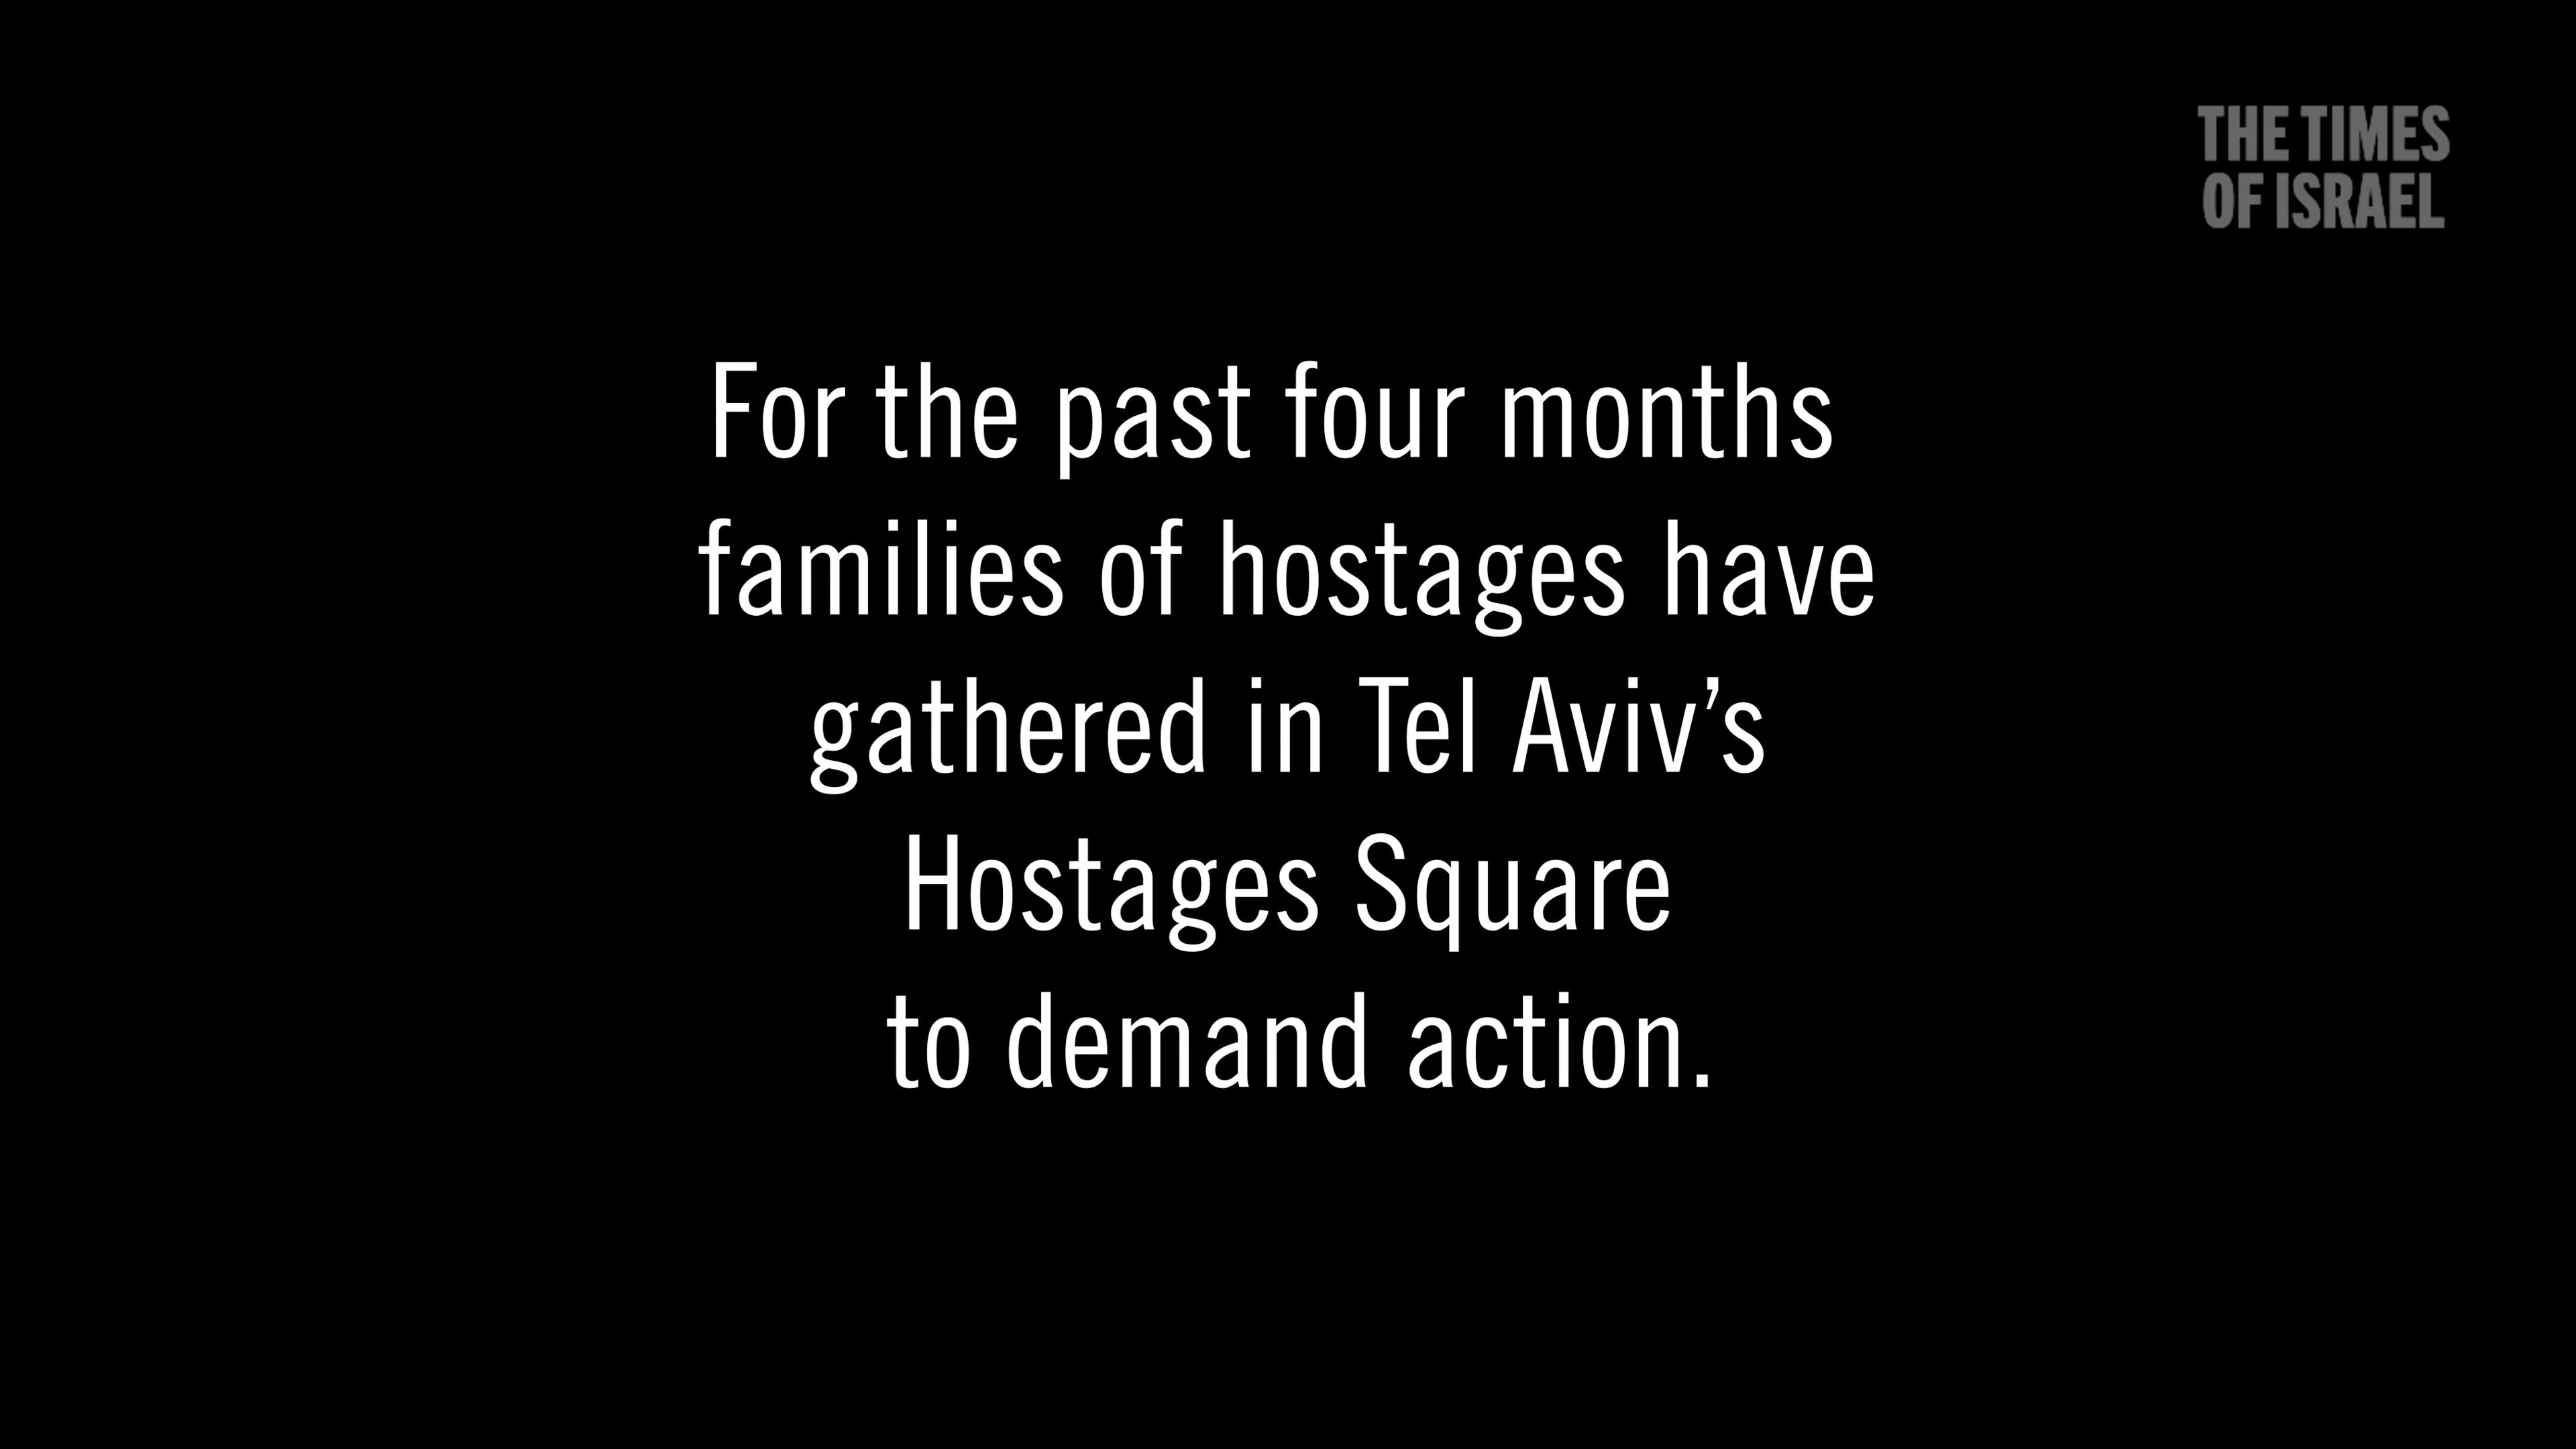 THE TIMES
OF ISRAEL
For the past four months
families of hostages have
gathered in Tel Aviv’s
Hostages Square
to demand action.